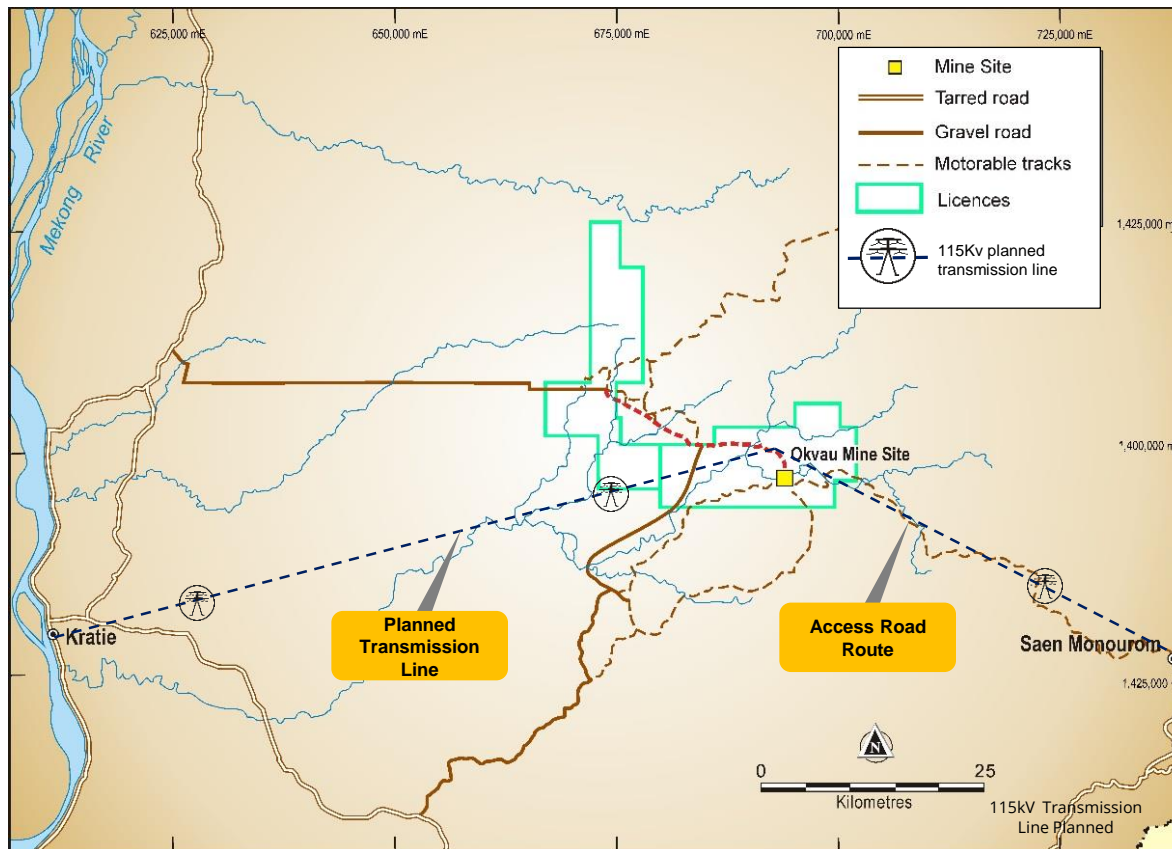 625,000 mE
650,000 mE
675,000 mE
700,000 mE
725,000 mE
Mine Site
Tarred road
Gravel road
Motorable tracks
Licences
115Kv planned
transmission line
Mekong River
1,425,000 m
1,400,000 m
Okvau Mine Site
Planned
Transmission
Line
Access Road
Route
Kratie
Saen Monourom
1,425,000
N
0 25
Kilometres
115kV Transmission
Line Planned